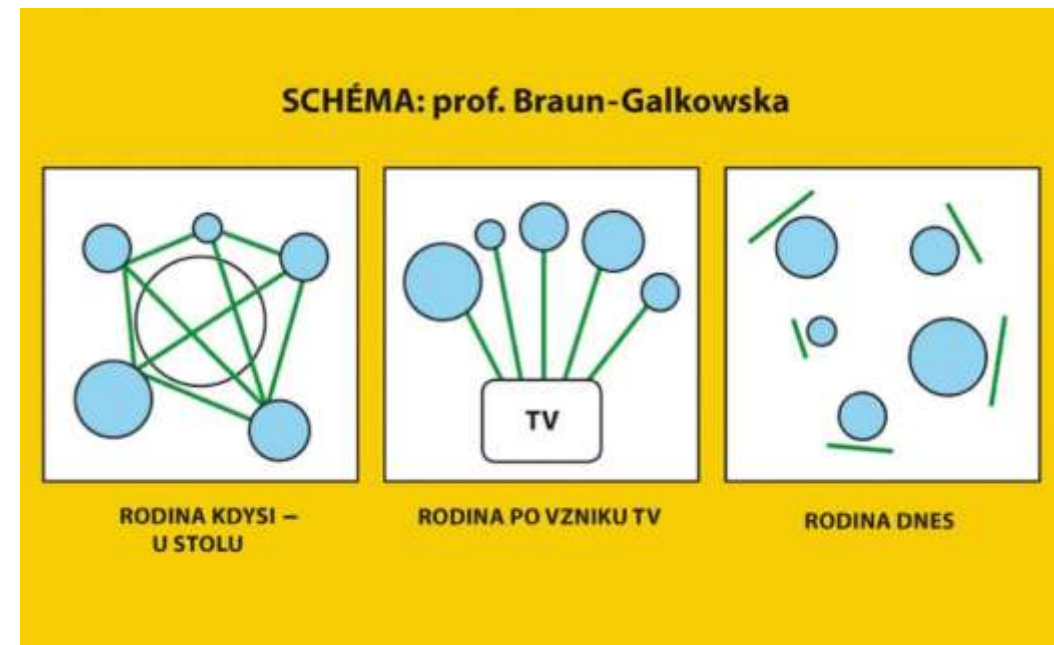 SCHÉMA: prof. Braun-Galkowska
TV
RODINA KDYSI –
U STOLU
RODINA PO VZNIKU TV
RODINA DNES